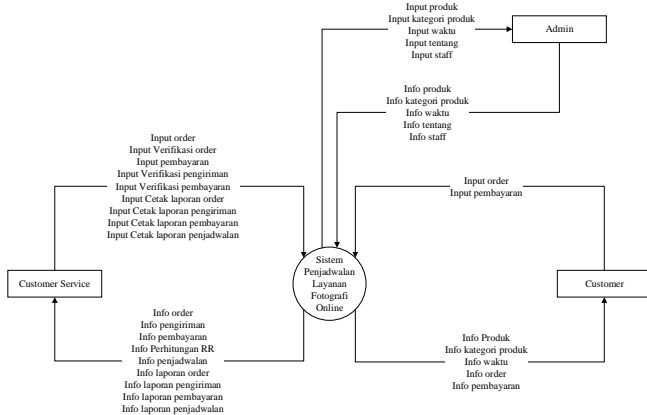 Input produk
Input kategori produk
Input waktu
Input tentang
Input staff
Admin
Info produk
Info kategori produk
Info waktu
Info tentang
Info staff
Input order
Input Verifikasi order
Input pembayaran
Input Verifikasi pengiriman
Input Verifikasi pembayaran
Input Cetak laporan order
Input Cetak laporan pengiriman
Input Cetak laporan pembayaran
Input Cetak laporan penjadwalan
Input order
Input pembayaran
Customer Service
Sistem
Penjadwalan
Layanan
Fotografi
Online
Customer
Info order
Info pengiriman
Info pembayaran
Info Perhitungan RR
Info penjadwalan
Info laporan order
Info laporan pengiriman
Info laporan pembayaran
Info laporan penjadwalan
Info Produk
Info kategori produk
Info waktu
Info order
Info pembayaran